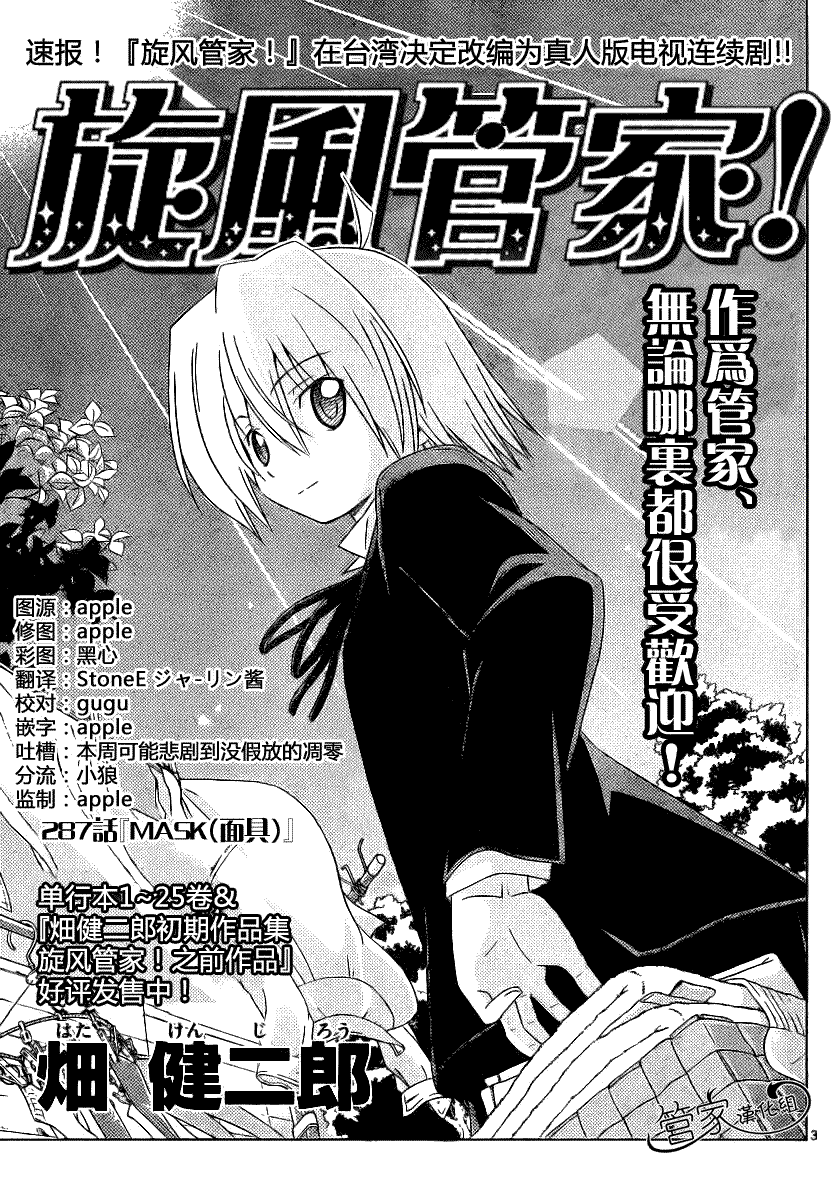 速报！『旋风管家！』在台湾决定改编为真人版电视连续剧!!
旋風管家！
作爲管家、
無論哪裏都很受歡迎！
图源：apple
修图：apple
彩图：黑心
翻译：StoneE ジャ-リン酱
校对：gugu
嵌字：apple
吐槽：本周可能悲剧到没假放的凋零
分流：小狼
监制：apple
287話『MASK(面具)』
单行本1~25卷&
『畑健二郎初期作品集
旋风管家！之前作品』
好评发售中！
はた けん じ ろう
畑 健二郎
管家漢化组
3